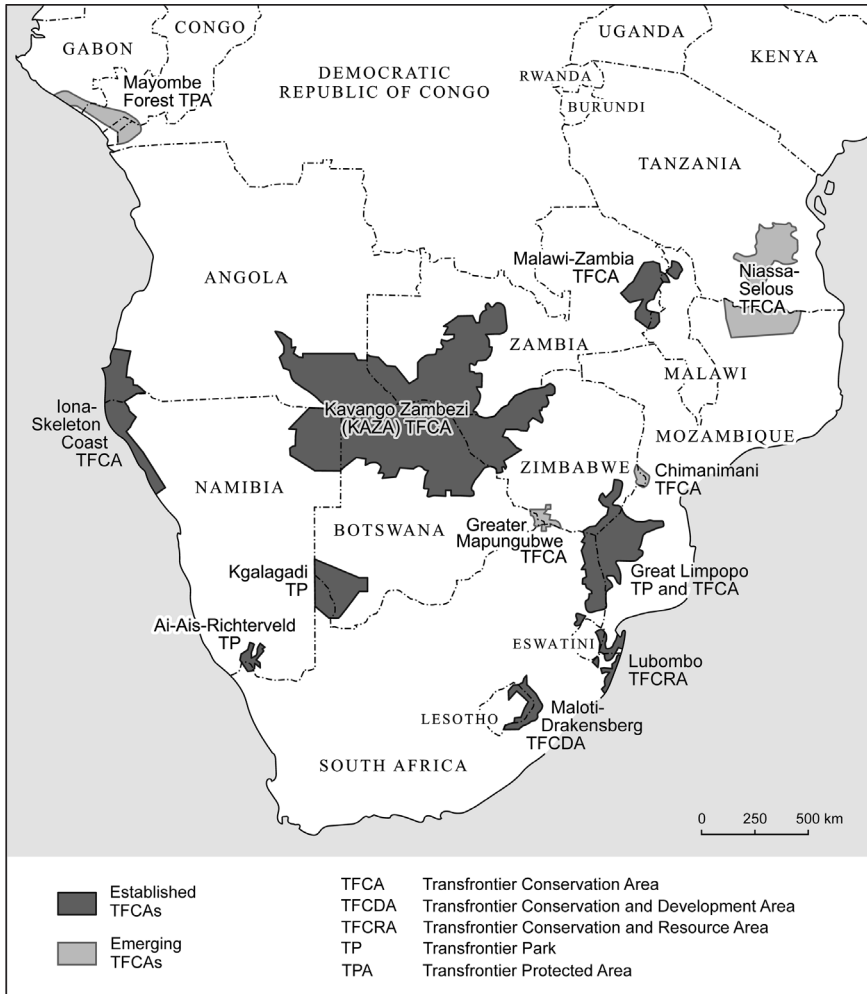 UGANDA
CONGO
GABON
KENYA
DEMOCRATIC
REPUBLIC OF CONGO
RWANDA
Mayombe
Forest TPA
BURUNDI
TANZANIA
Malawi-Zambia
TFCA
Niassa-
Selous
TFCA
ANGOLA
ZAMBIA
MALAWI
Iona-
Skeleton
Coast
TFCA
Kavango Zambezi
(KAZA) TFCA
MOZAMBIQUE
ZIMBABWE
Chimanimani
TFCA
NAMIBIA
BOTSWANA
Greater
Mapungubwe
TFCA
Kgalagadi
TP
Great Limpopo
TP and TFCA
Ai-Ais-Richterveld
TP
ESWATINI
Lubombo
TFCRA
LESOTHO
Maloti-
Drakensberg
TFCDA
SOUTH AFRICA
0 250 500 km
Established
TFCAs
Emerging
TFCAs
TFCA Transfrontier Conservation Area
TFCDA Transfrontier Conservation and Development Area
TFCRA Transfrontier Conservation and Resource Area
TP Transfrontier Park
TPA Transfrontier Protected Area